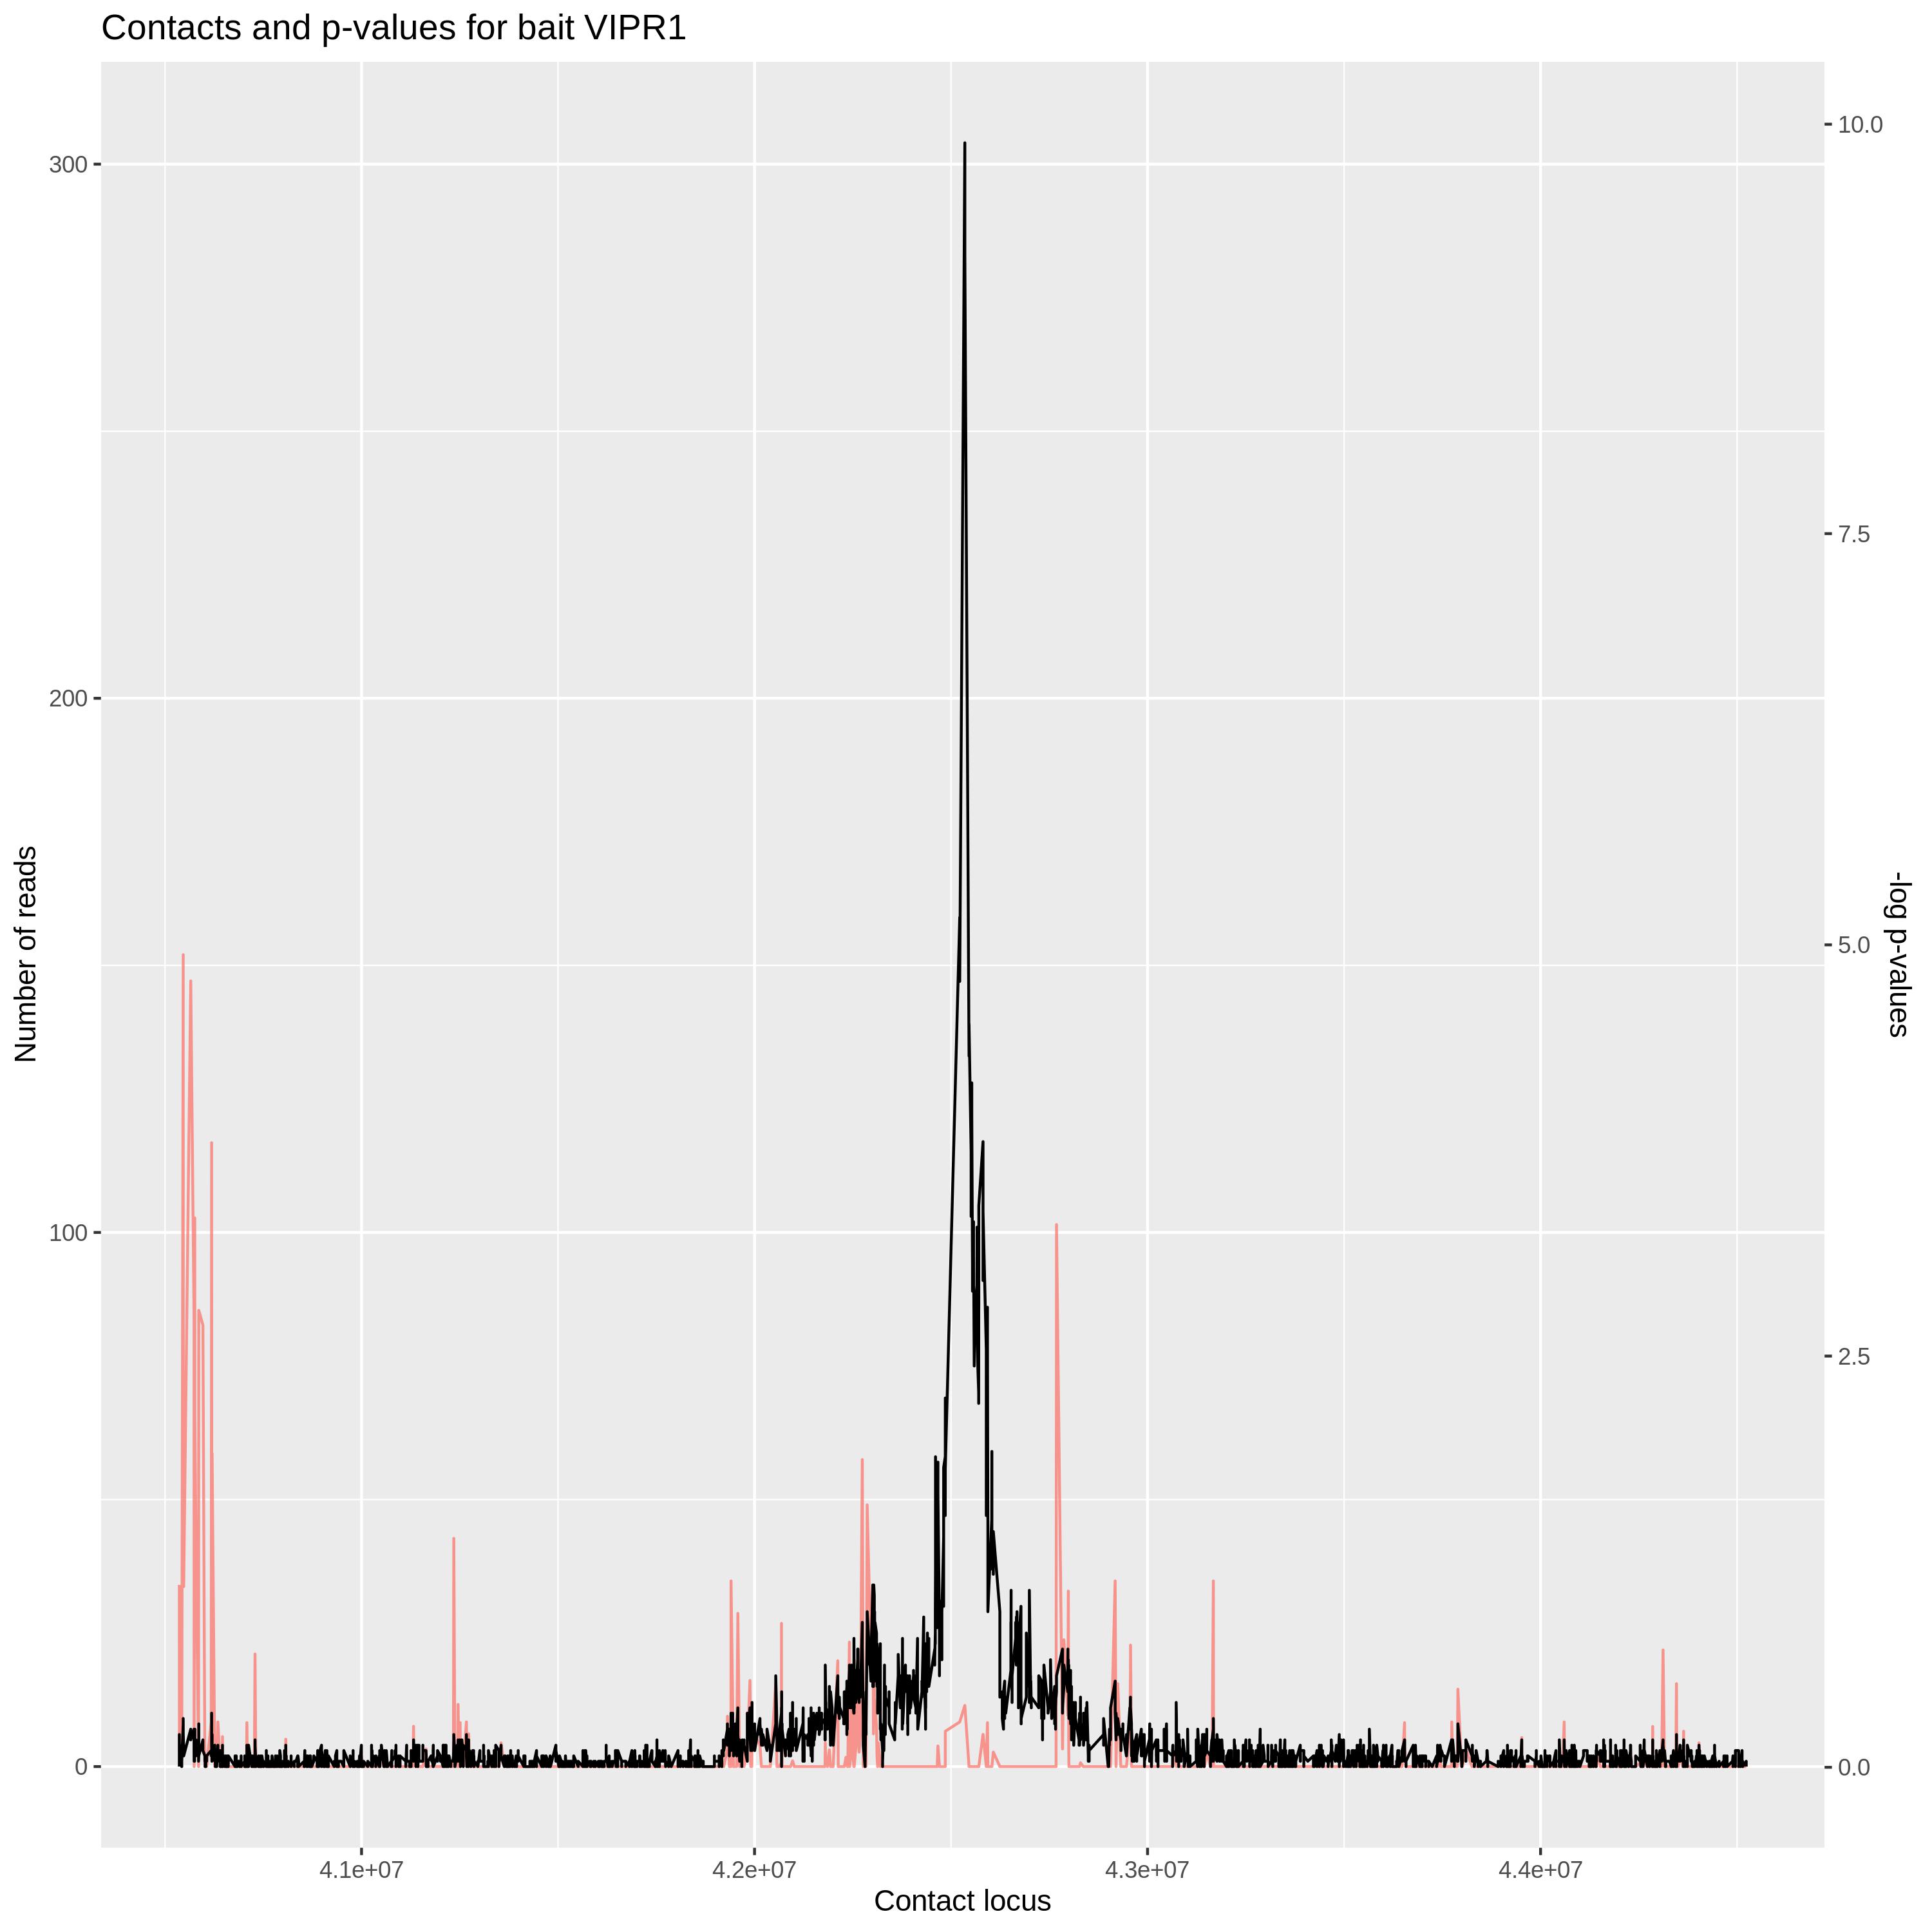 Contacts and p-values for bait VIPR1
300
200
100
0
Number of reads
10.0
7.5
5.0
2.5
0.0
-log p-values
4.1e+07
4.2e+07
4.3e+07
4.4e+07
Contact locus